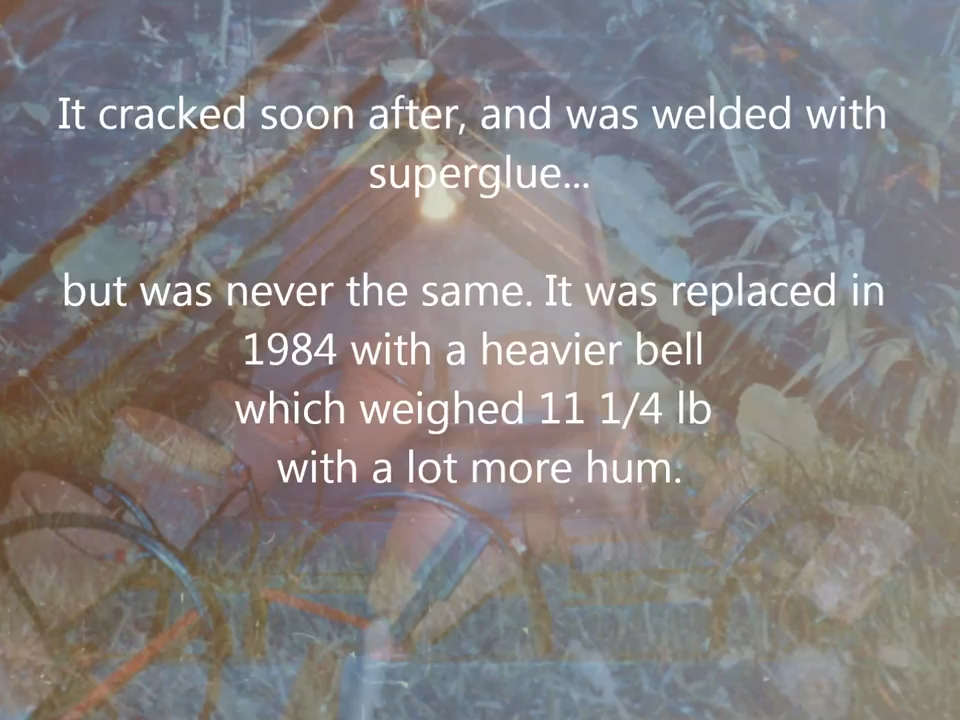 It cracked soon after, and was welded with
superglue...
but was never the same. It was replaced in
1984 with a heavier bell
which weighed 11 1/4 lb
with a lot more hum.